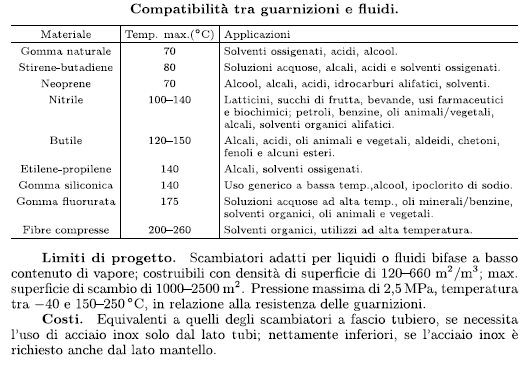 Compatibilità tra guarnizioni e fluidi.
Materiale Temp. max.(°C) Applicazioni
Gomma naturale 70 Solventi ossigenati, acidi, alcool.
Stirene-butadiene 80 Soluzioni acquose, alcali, acidi e solventi ossigenati.
Neoprene 70 Alcool, alcali, acidi, idrocarburi alifatici, solventi.
Nitrile 100–140 Latticini, succhi di frutta, bevande, usi farmaceutici
e biochimici; petroli, benzine, oli animali/vegetali,
alcali, solventi organici alifatici.
Butile 120–150 Alcali, acidi, oli animali e vegetali, aldeidi, chetoni,
fenoli e alcuni esteri.
Etilene-propilene 140 Alcali, solventi ossigenati.
Gomma siliconica 140 Uso generico a bassa temp.,alcool, ipoclorito di sodio.
Gomma fluorurata 175 Soluzioni acquose ad alta temp., oli minerali/benzine,
solventi organici, oli animali e vegetali.
Fibre compresse 200–260 Solventi organici, utilizzi ad alta temperatura.
Limiti di progetto. Scambiatori adatti per liquidi o fluidi bifase a basso
contenuto di vapore; costruibili con densità di superficie di 120–660 m²/m³; max.
superficie di scambio di 1000–2500 m². Pressione massima di 2,5 MPa, temperatura
tra −40 e 150–250 °C, in relazione alla resistenza delle guarnizioni.
Costi. Equivalenti a quelli degli scambiatori a fascio tubiero, se necessita
l'uso di acciaio inox solo dal lato tubi; nettamente inferiori, se l'acciaio inox è
richiesto anche dal lato mantello.